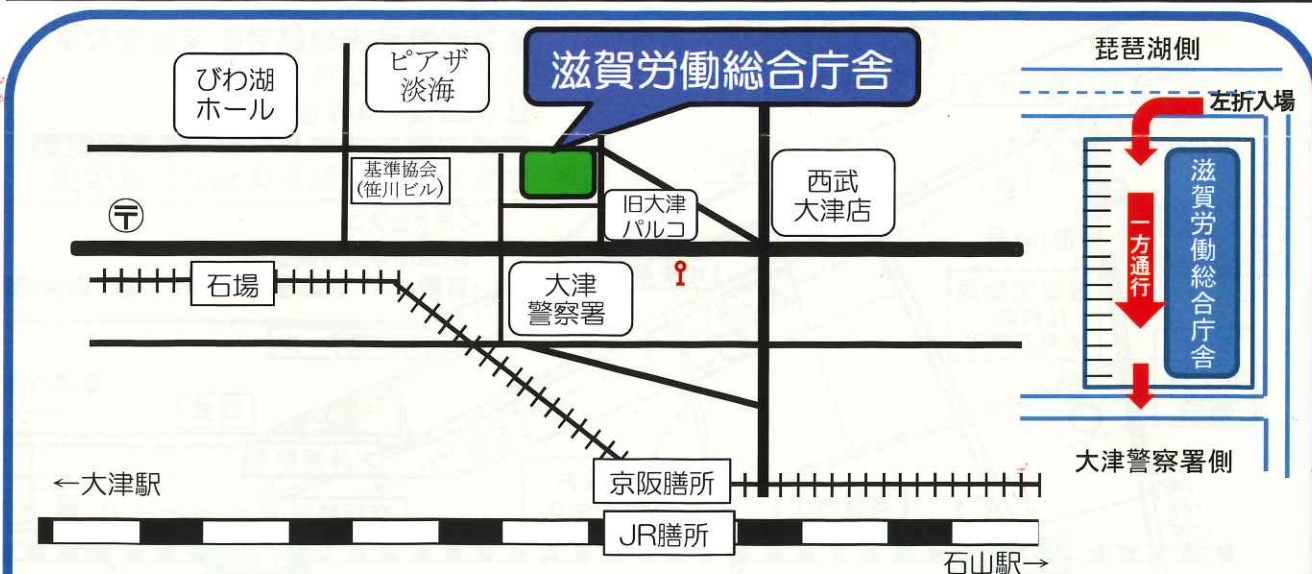 滋賀労働総合庁舎
びわ湖
ホール
ピアザ
淡海
基準協会
(笹川ビル)
旧大津
パルコ
西武
大津店
〒
石場
大津
警察署
京阪膳所
←大津駅
JR膳所
石山駅→
琵琶湖側
左折入場
一方通行
滋賀労働総合庁舎
大津警察署側